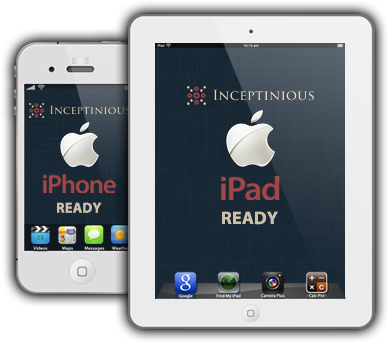 INCEPTINIOUS
iPhone
READY
Videos Maps Messages Weather
iPad
10:15 am
INCEPTINIOUS
iPad
READY
Google Find My iPad Camera Plus Calc Pro